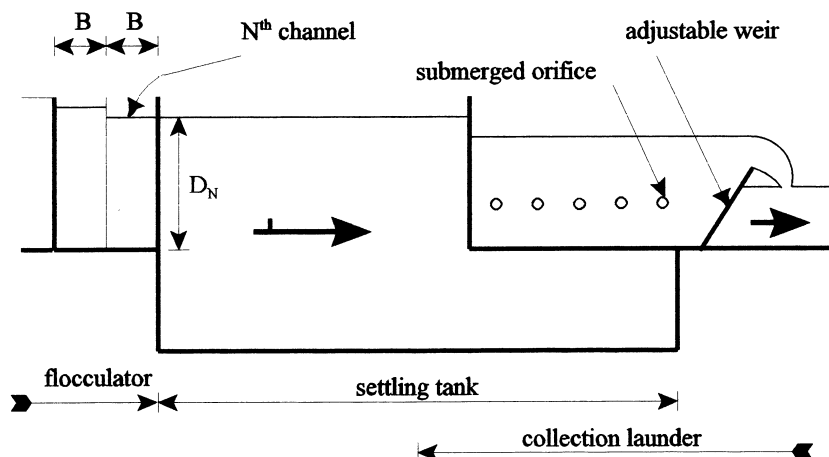 B B
Nth channel
adjustable weir
submerged orifice
DN
flocculator
settling tank
collection launder